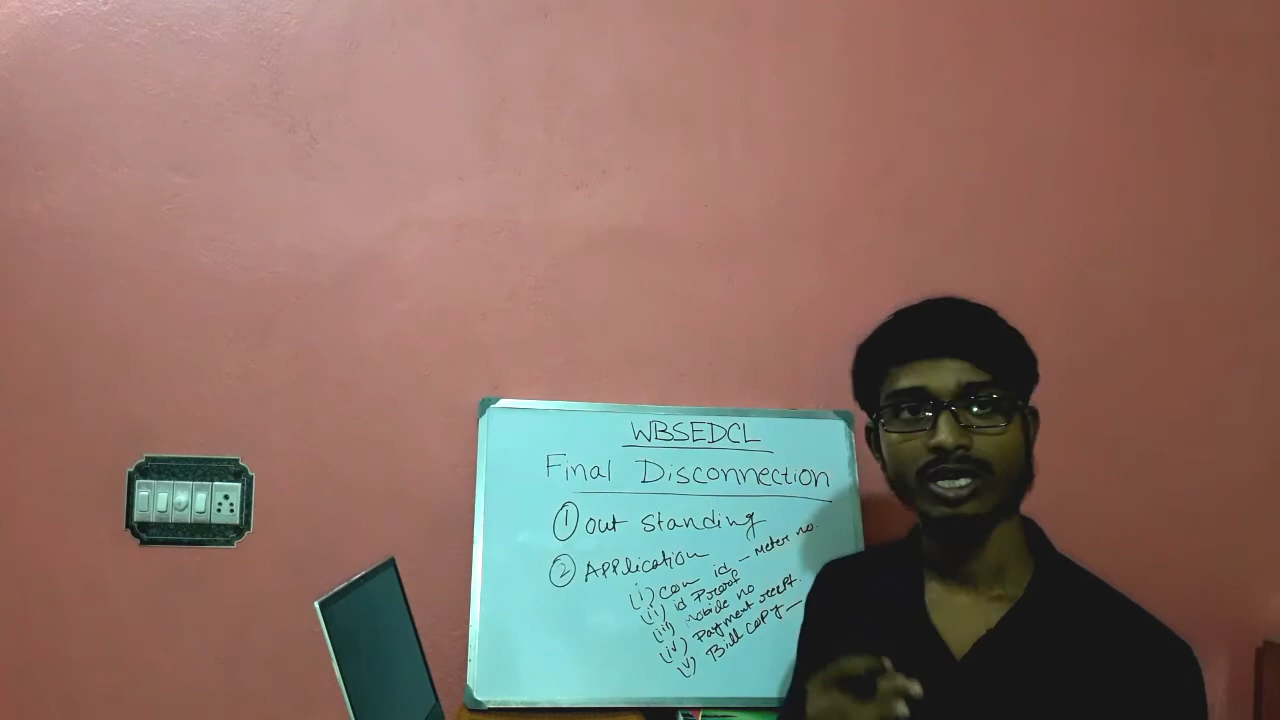 WBSEDCL
Final Disconnection
① out standing
② Application
(i) con id - Meter no.
(ii) id Proof
(iii) Mobile no
(iv) Payment recept.
(v) Bill copy -